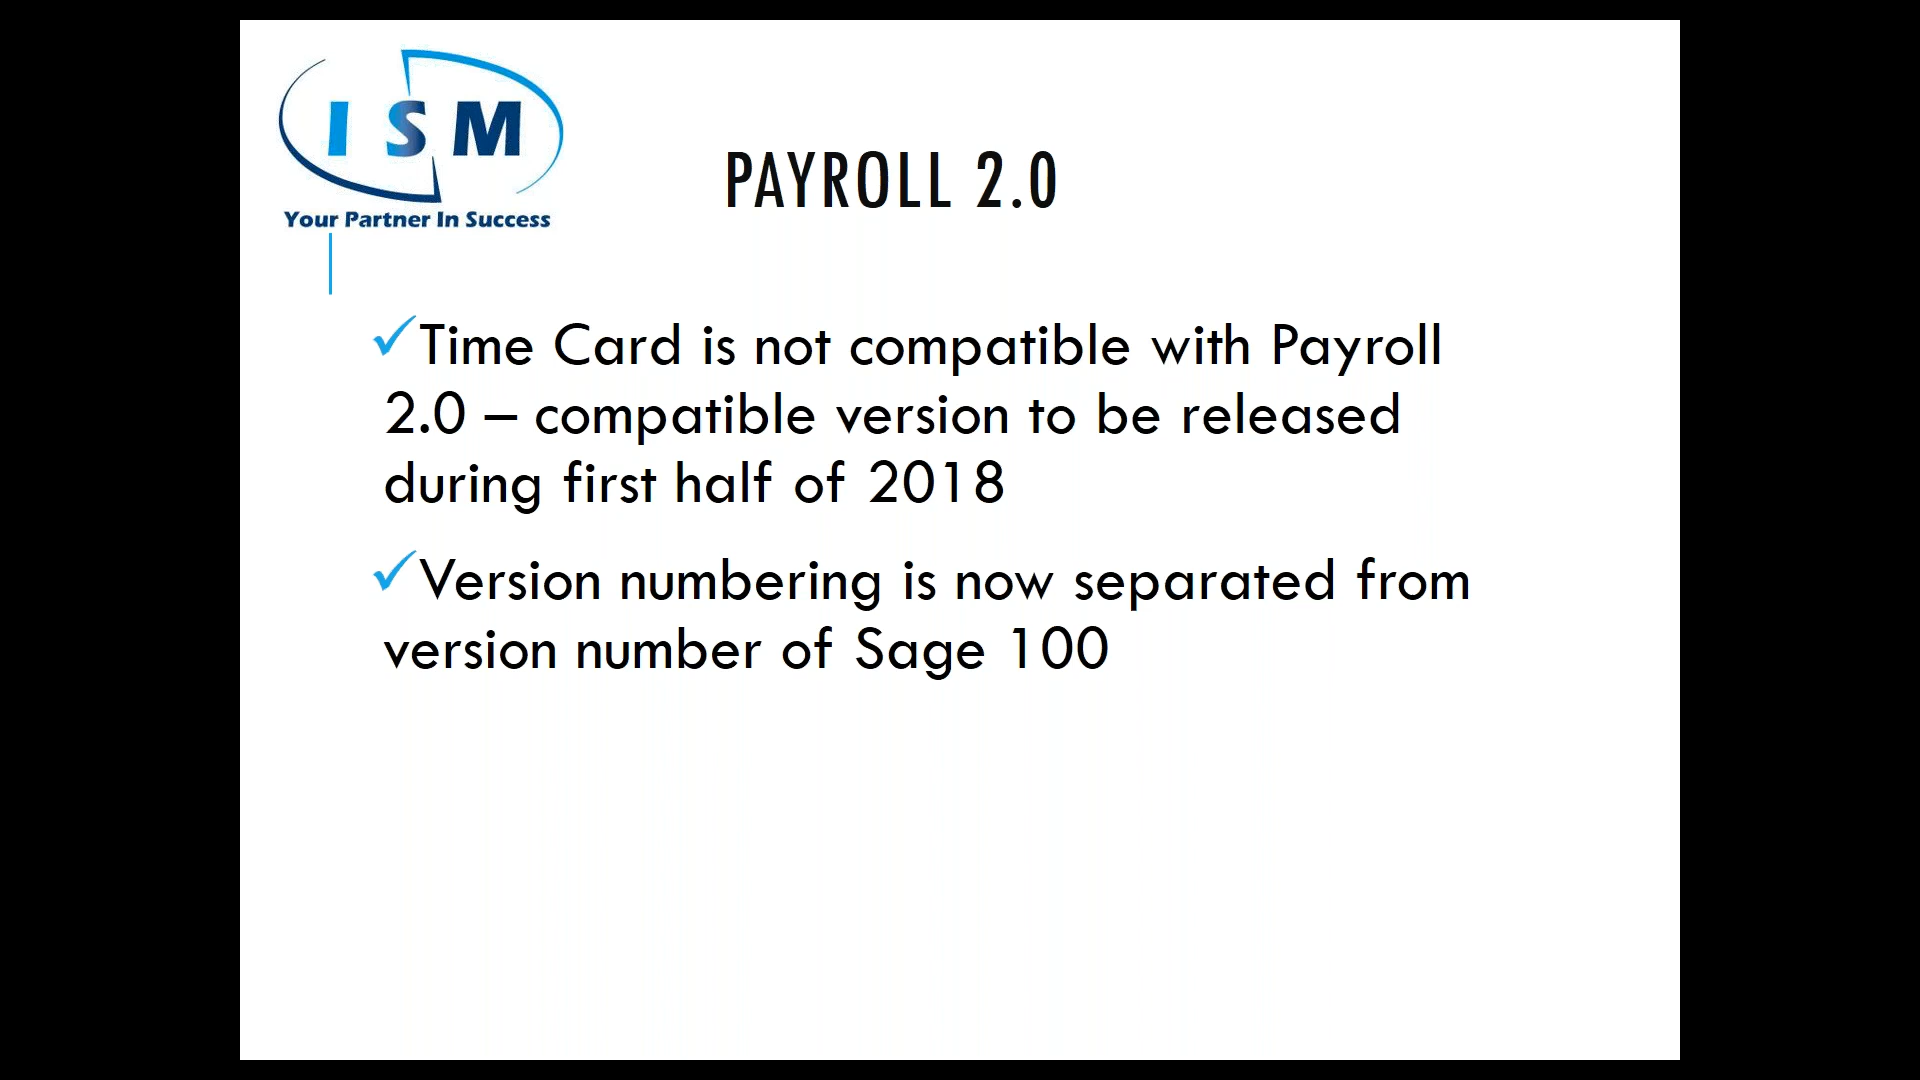 I S M
Your Partner In Success
PAYROLL 2.0
✓Time Card is not compatible with Payroll
2.0 – compatible version to be released
during first half of 2018
✓Version numbering is now separated from
version number of Sage 100